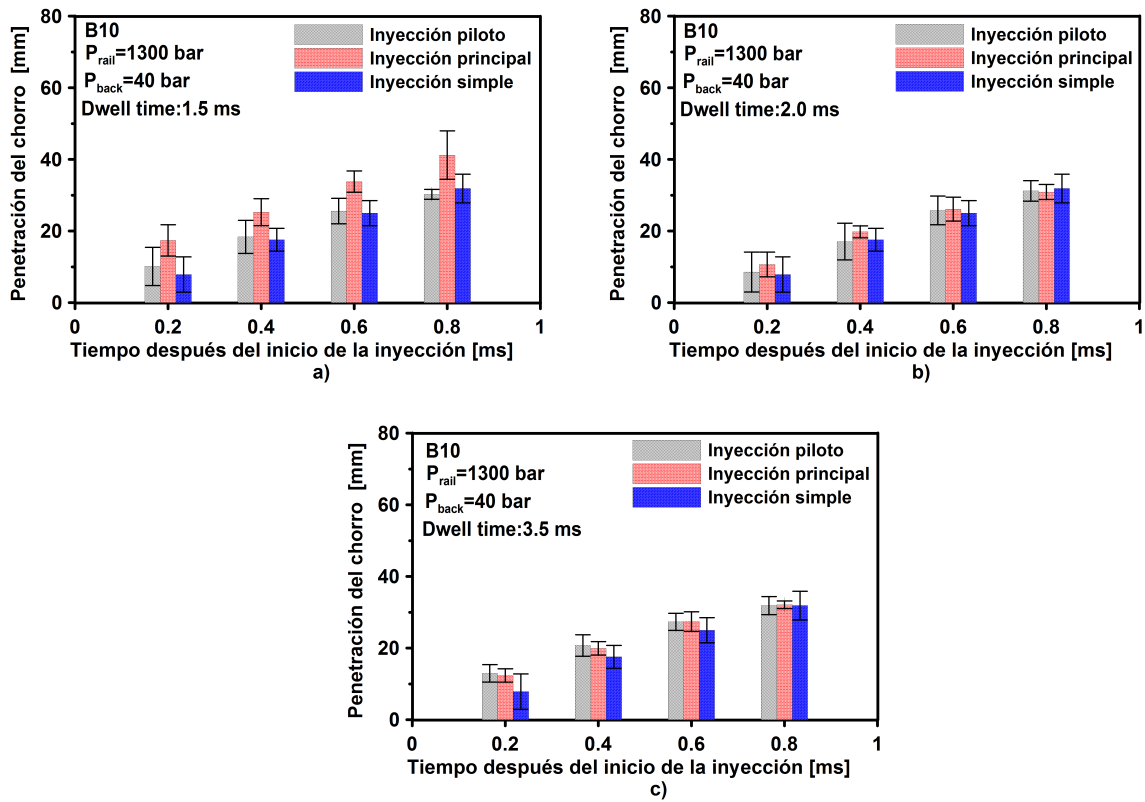 Penetración del chorro [mm]
80
60
40
20
0
B10
Prail=1300 bar
Pback=40 bar
Dwell time:1.5 ms
Inyección piloto
Inyección principal
Inyección simple
0 0.2 0.4 0.6 0.8 1
Tiempo después del inicio de la inyección [ms]
a)
Penetración del chorro [mm]
80
60
40
20
0
B10
Prail=1300 bar
Pback=40 bar
Dwell time:2.0 ms
Inyección piloto
Inyección principal
Inyección simple
0 0.2 0.4 0.6 0.8 1
Tiempo después del inicio de la inyección [ms]
b)
Penetración del chorro [mm]
80
60
40
20
0
B10
Prail=1300 bar
Pback=40 bar
Dwell time:3.5 ms
Inyección piloto
Inyección principal
Inyección simple
0 0.2 0.4 0.6 0.8 1
Tiempo después del inicio de la inyección [ms]
c)